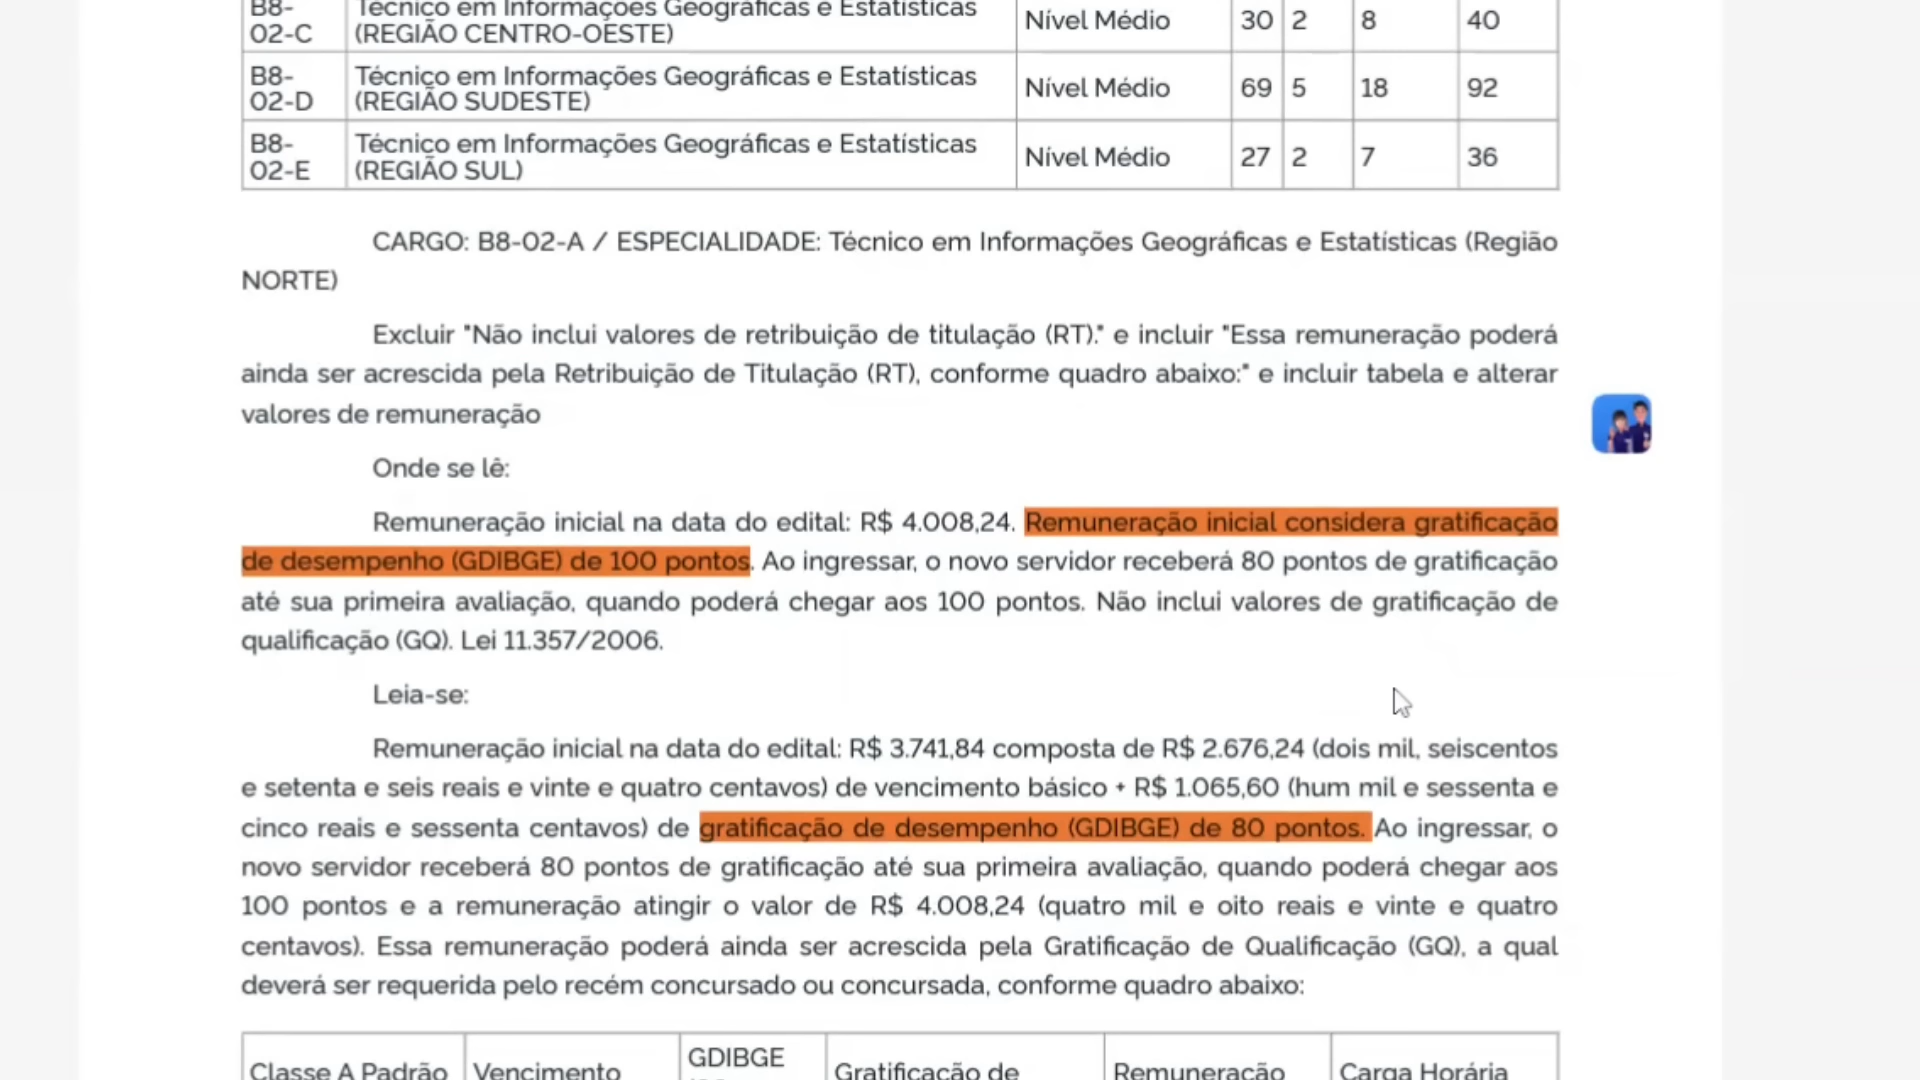 B8- Técnico em Informações Geográficas e Estatísticas
02-C (REGIÃO CENTRO-OESTE) Nível Médio 30 2 8 40
B8- Técnico em Informações Geográficas e Estatísticas
02-D (REGIÃO SUDESTE) Nível Médio 69 5 18 92
B8- Técnico em Informações Geográficas e Estatísticas
02-E (REGIÃO SUL) Nível Médio 27 2 7 36
CARGO: B8-02-A / ESPECIALIDADE: Técnico em Informações Geográficas e Estatísticas (Região
NORTE)
Excluir "Não inclui valores de retribuição de titulação (RT)." e incluir "Essa remuneração poderá
ainda ser acrescida pela Retribuição de Titulação (RT), conforme quadro abaixo:" e incluir tabela e alterar
valores de remuneração
Onde se lê:
Remuneração inicial na data do edital: R$ 4.008,24. Remuneração inicial considera gratificação
de desempenho (GDIBGE) de 100 pontos. Ao ingressar, o novo servidor receberá 80 pontos de gratificação
até sua primeira avaliação, quando poderá chegar aos 100 pontos. Não inclui valores de gratificação de
qualificação (GQ). Lei 11.357/2006.
Leia-se:
Remuneração inicial na data do edital: R$ 3.741,84 composta de R$ 2.676,24 (dois mil, seiscentos
e setenta e seis reais e vinte e quatro centavos) de vencimento básico + R$ 1.065,60 (hum mil e sessenta e
cinco reais e sessenta centavos) de gratificação de desempenho (GDIBGE) de 80 pontos. Ao ingressar, o
novo servidor receberá 80 pontos de gratificação até sua primeira avaliação, quando poderá chegar aos
100 pontos e a remuneração atingir o valor de R$ 4.008,24 (quatro mil e oito reais e vinte e quatro
centavos). Essa remuneração poderá ainda ser acrescida pela Gratificação de Qualificação (GQ), a qual
deverá ser requerida pelo recém concursado ou concursada, conforme quadro abaixo:
Classe A Padrão Vencimento GDIBGE Gratificação de Remuneração Carga Horária